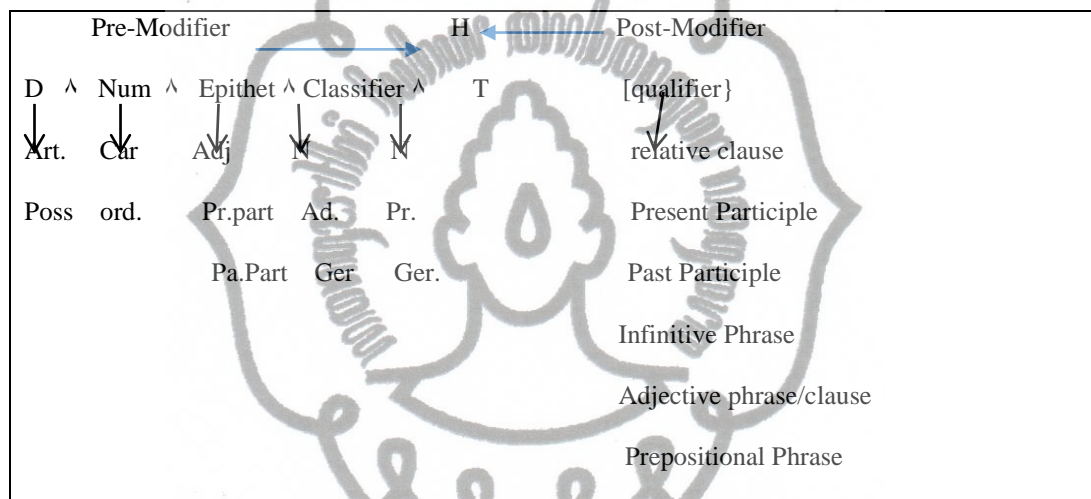 Pre-Modifier H Post-Modifier
D ^ Num ^ Epithet ^ Classifier ^ T [qualifier}
Art. Car Adj N N relative clause
Poss ord. Pr.part Ad. Pr. Present Participle
Pa.Part Ger Ger. Past Participle
Infinitive Phrase
Adjective phrase/clause
Prepositional Phrase